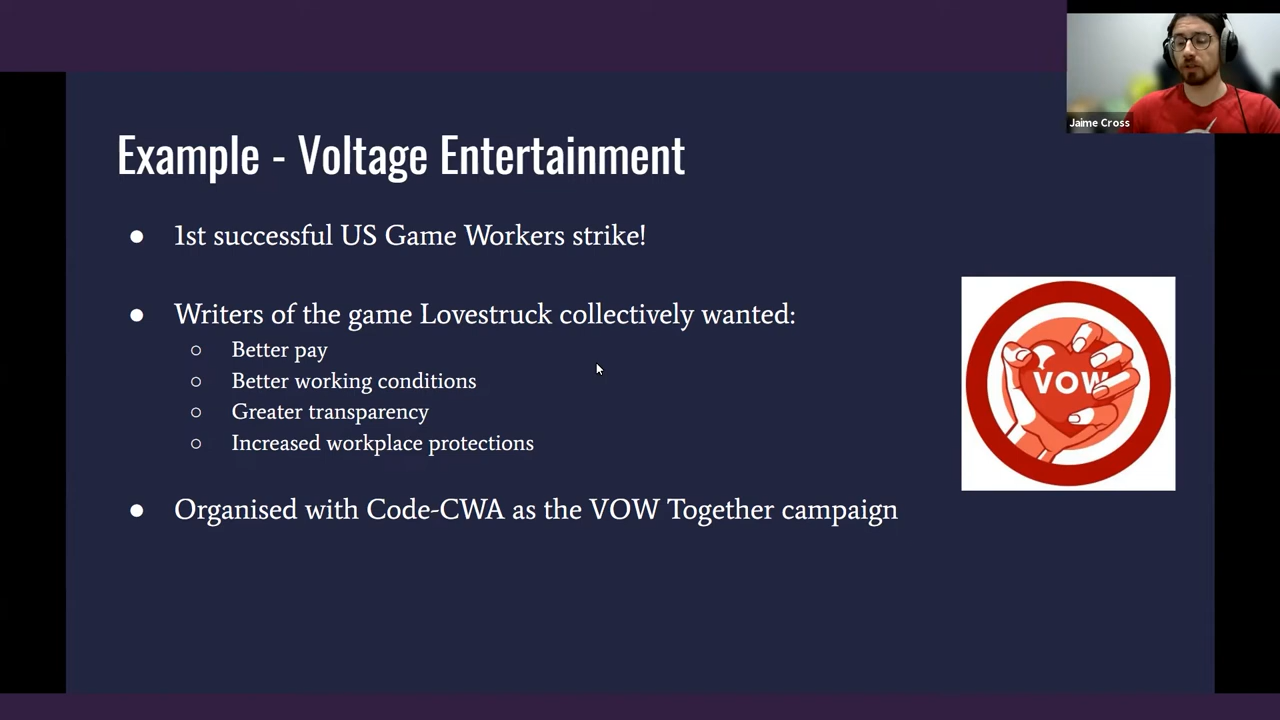 Jaime Cross
Example - Voltage Entertainment
● 1st successful US Game Workers strike!
● Writers of the game Lovestruck collectively wanted:
○ Better pay
○ Better working conditions
○ Greater transparency
○ Increased workplace protections
VOW
● Organised with Code-CWA as the VOW Together campaign